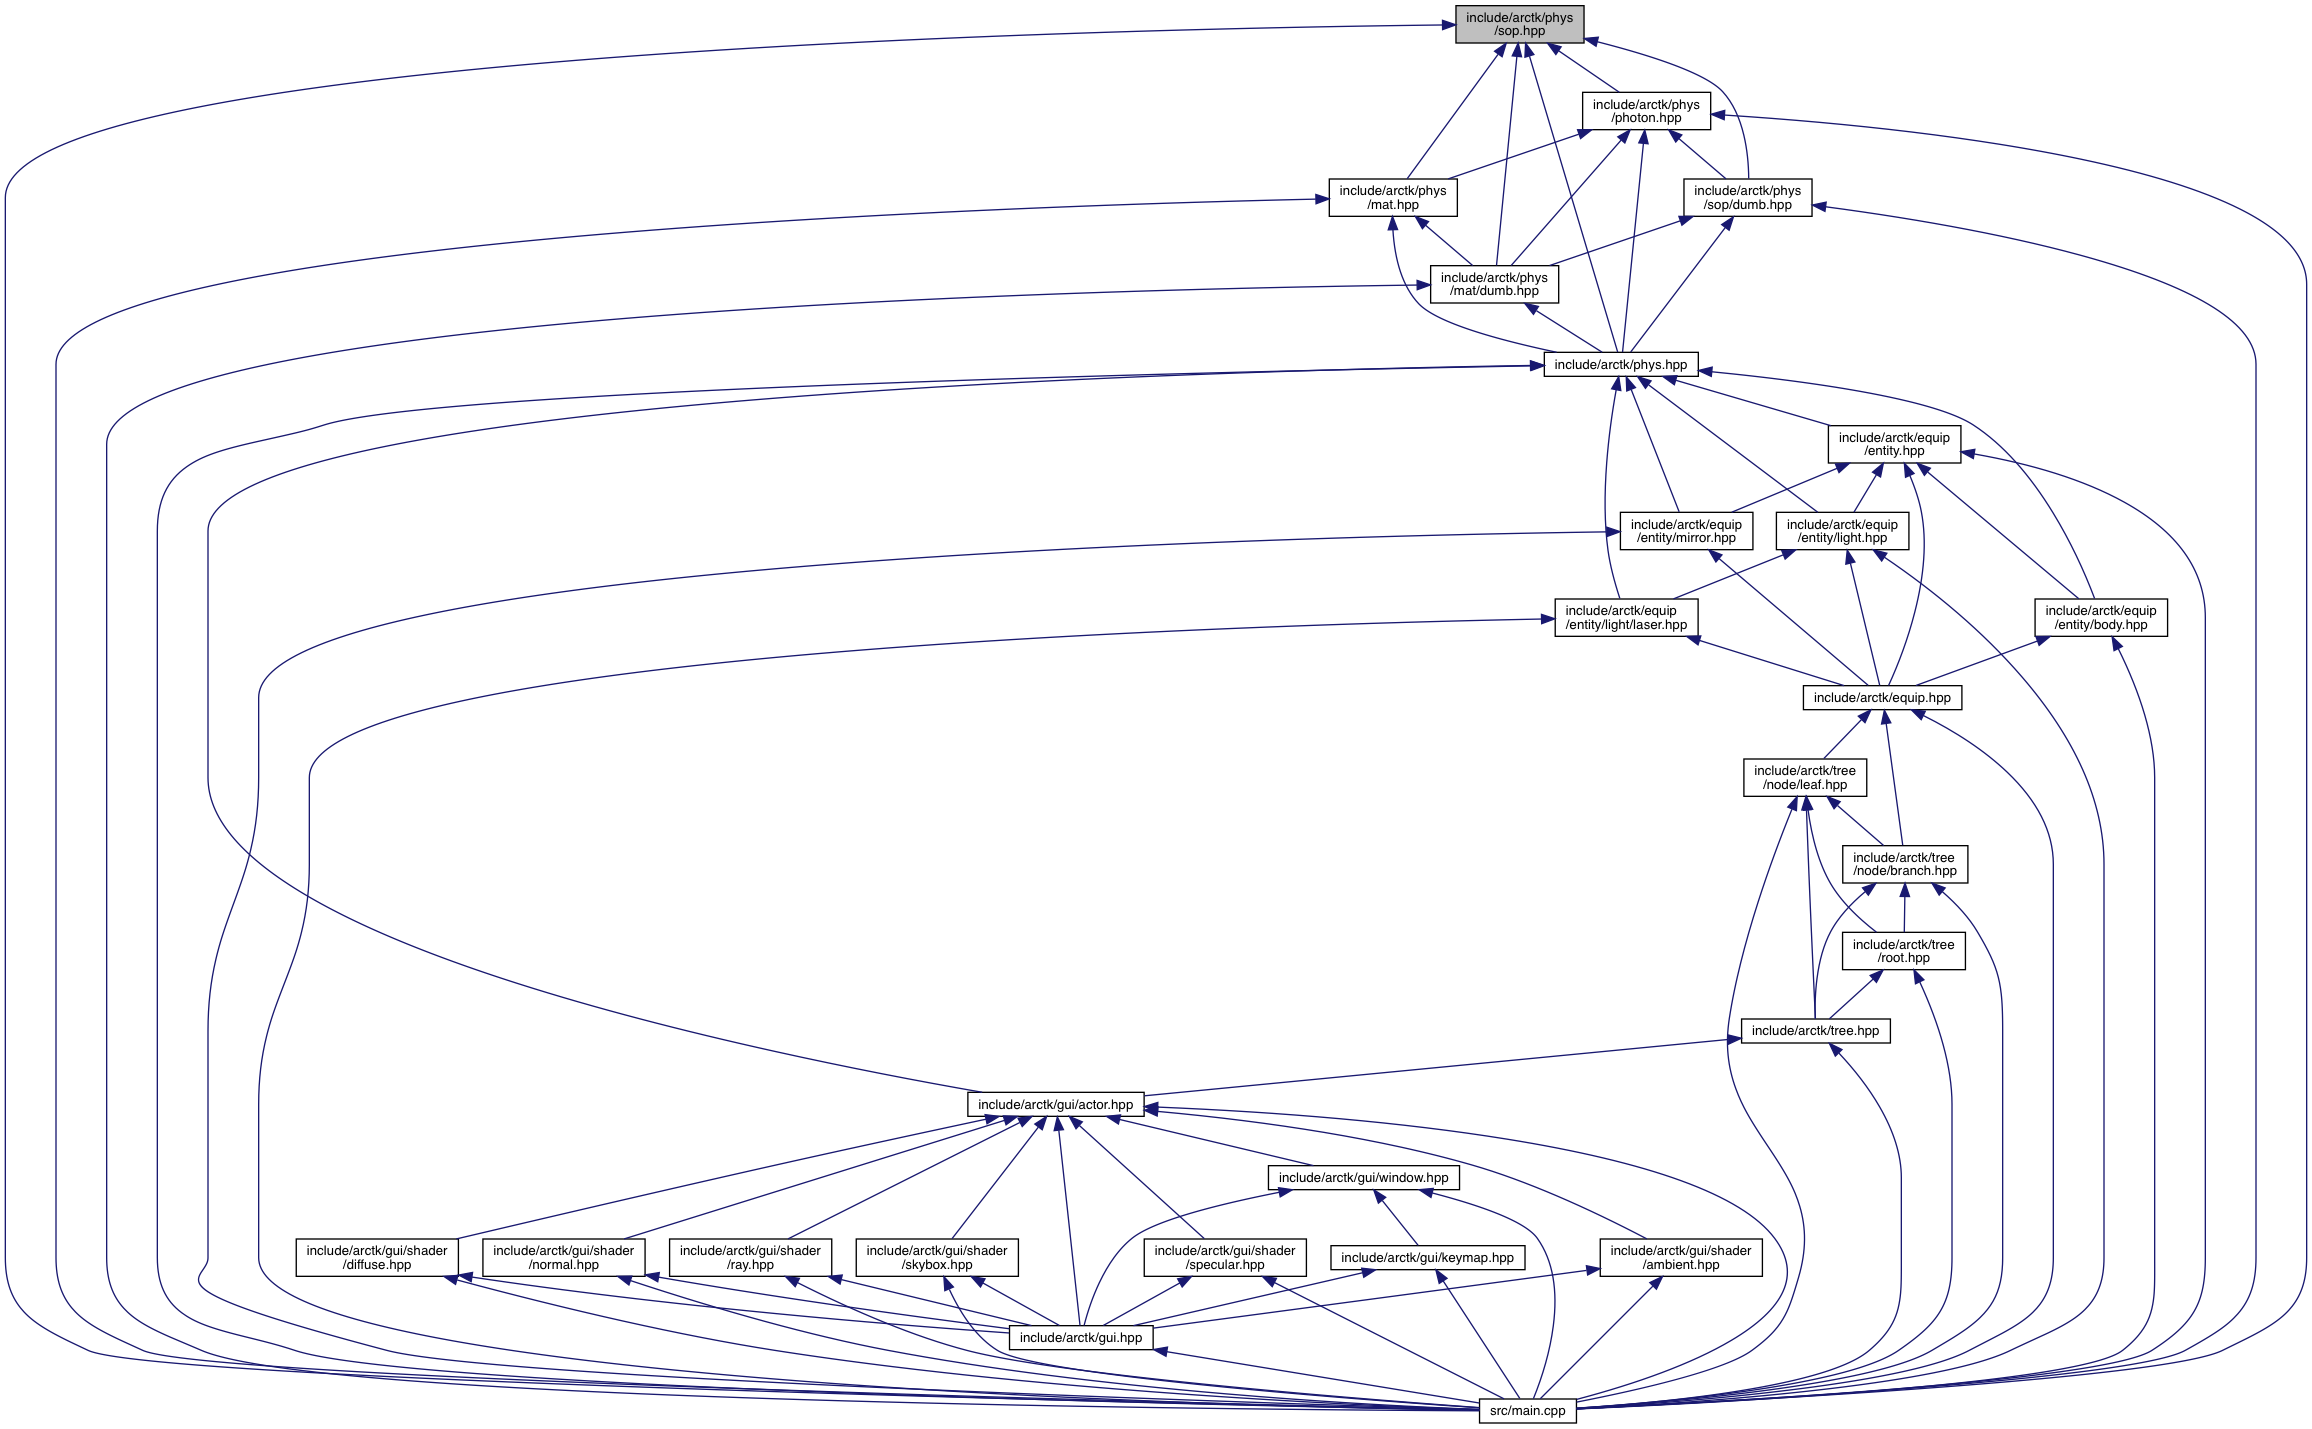 include/arctk/phys
/sop.hpp
include/arctk/phys
/photon.hpp
include/arctk/phys
/mat.hpp
include/arctk/phys
/sop/dumb.hpp
include/arctk/phys
/mat/dumb.hpp
include/arctk/phys.hpp
include/arctk/equip
/entity.hpp
include/arctk/equip
/entity/mirror.hpp
include/arctk/equip
/entity/light.hpp
include/arctk/equip
/entity/light/laser.hpp
include/arctk/equip
/entity/body.hpp
include/arctk/equip.hpp
include/arctk/tree
/node/leaf.hpp
include/arctk/tree
/node/branch.hpp
include/arctk/tree
/root.hpp
include/arctk/tree.hpp
include/arctk/gui/actor.hpp
include/arctk/gui/window.hpp
include/arctk/gui/shader
/diffuse.hpp
include/arctk/gui/shader
/normal.hpp
include/arctk/gui/shader
/ray.hpp
include/arctk/gui/shader
/skybox.hpp
include/arctk/gui/shader
/specular.hpp
include/arctk/gui/keymap.hpp
include/arctk/gui/shader
/ambient.hpp
include/arctk/gui.hpp
src/main.cpp